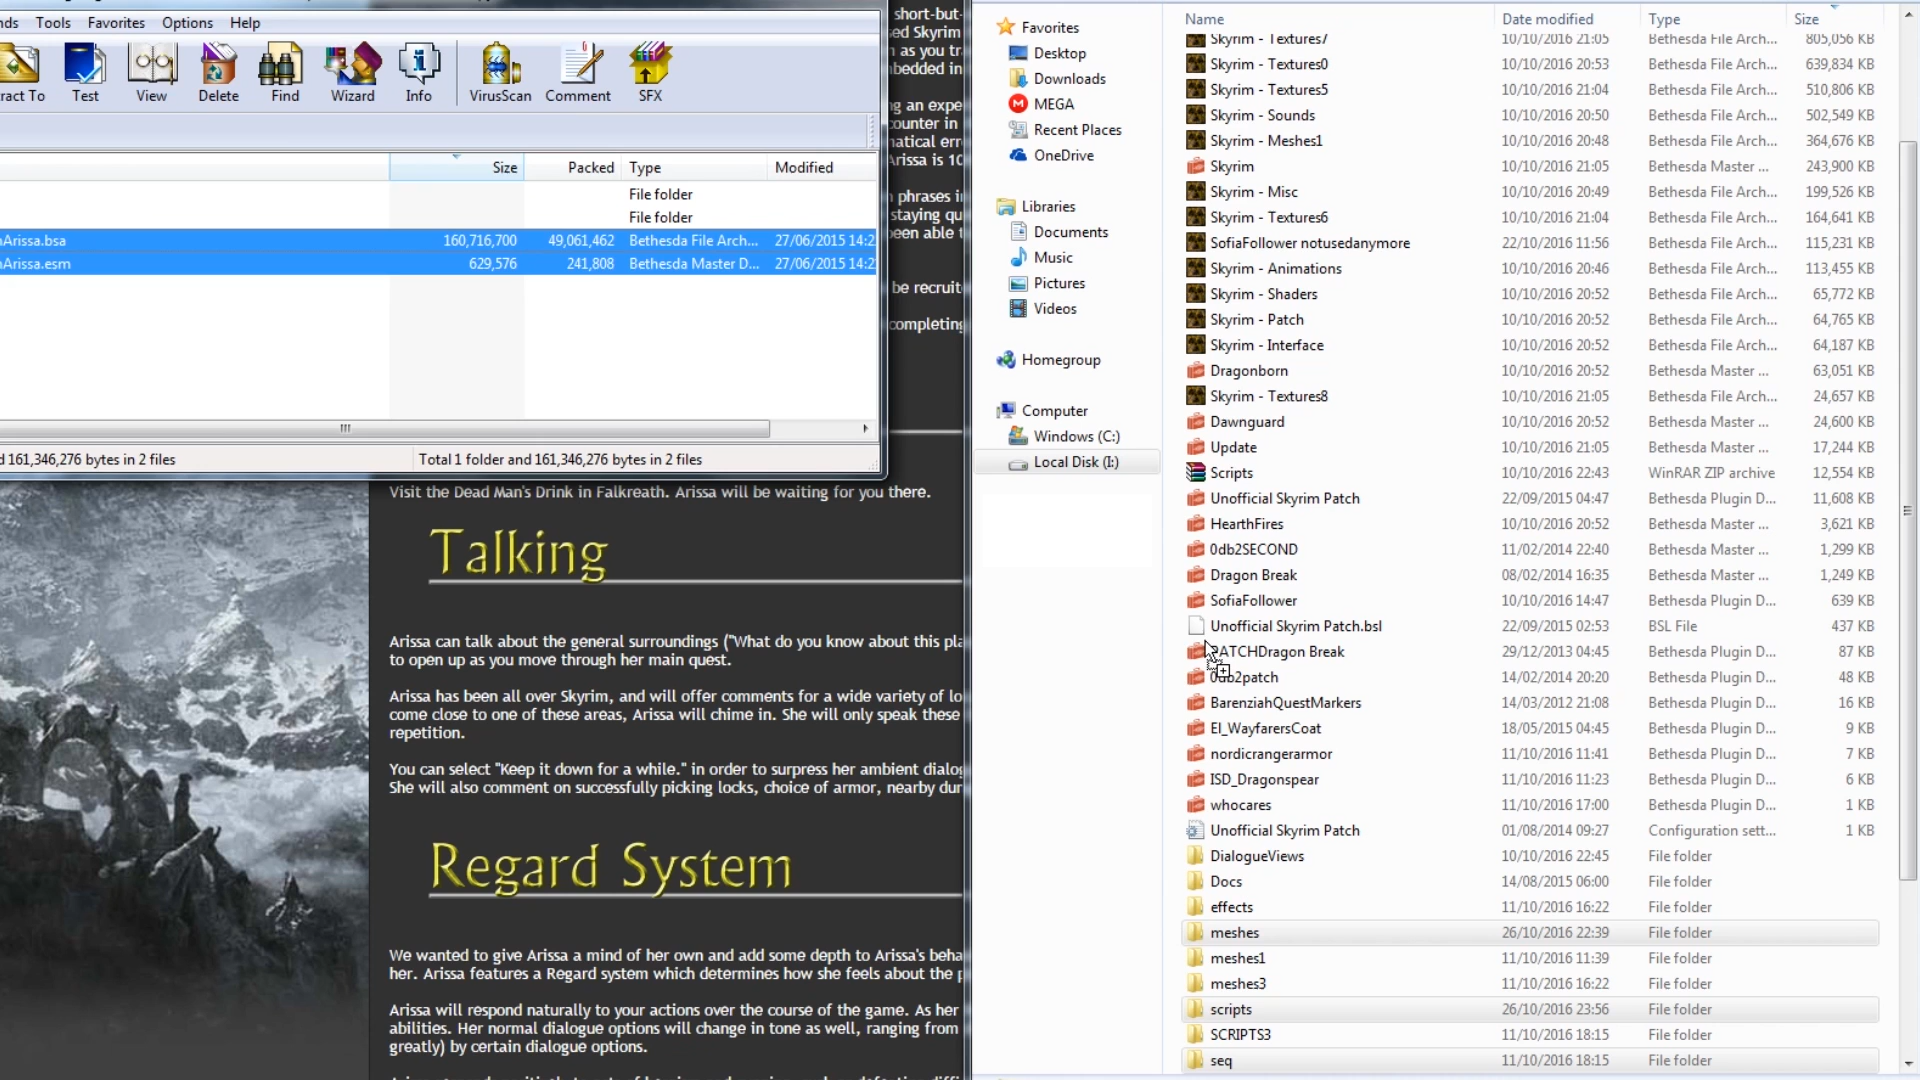 nds Tools Favorites Options Help
ract To Test View Delete Find Wizard Info VirusScan Comment SFX
Size Packed Type Modified
File folder
File folder
Arissa.bsa 160,716,700 49,061,462 Bethesda File Arch... 27/06/2015 14:2
Arissa.esm 629,576 241,808 Bethesda Master D... 27/06/2015 14:2
d 161,346,276 bytes in 2 files Total 1 folder and 161,346,276 bytes in 2 files
short-but-
ed Skyrim
as you tr
bedded in
g an expe
ounter in
matical err
Arissa is 10
phrases i
staying qu
een able t
be recruit
completing
Visit the Dead Man's Drink in Falkreath. Arissa will be waiting for you there.
Talking
Arissa can talk about the general surroundings ("What do you know about this pla
to open up as you move through her main quest.
Arissa has been all over Skyrim, and will offer comments for a wide variety of lo
come close to one of these areas, Arissa will chime in. She will only speak these
repetition.
You can select "Keep it down for a while." in order to surpress her ambient dialog
She will also comment on successfully picking locks, choice of armor, nearby dun
Regard System
We wanted to give Arissa a mind of her own and add some depth to Arissa's beha
her. Arissa features a Regard system which determines how she feels about the p
Arissa will respond naturally to your actions over the course of the game. As her
abilities. Her normal dialogue options will change in tone as well, ranging from
greatly) by certain dialogue options.
Favorites
Desktop
Downloads
MEGA
Recent Places
OneDrive
Libraries
Documents
Music
Pictures
Videos
Homegroup
Computer
Windows (C:)
Local Disk (I:)
Name Date modified Type Size
Skyrim - Textures7 10/10/2016 21:05 Bethesda File Arch... 805,056 KB
Skyrim - Textures0 10/10/2016 20:53 Bethesda File Arch... 639,834 KB
Skyrim - Textures5 10/10/2016 21:04 Bethesda File Arch... 510,806 KB
Skyrim - Sounds 10/10/2016 20:50 Bethesda File Arch... 502,549 KB
Skyrim - Meshes1 10/10/2016 20:48 Bethesda File Arch... 364,676 KB
Skyrim 10/10/2016 21:05 Bethesda Master ... 243,900 KB
Skyrim - Misc 10/10/2016 20:49 Bethesda File Arch... 199,526 KB
Skyrim - Textures6 10/10/2016 21:04 Bethesda File Arch... 164,641 KB
SofiaFollower notusedanymore 22/10/2016 11:56 Bethesda File Arch... 115,231 KB
Skyrim - Animations 10/10/2016 20:46 Bethesda File Arch... 113,455 KB
Skyrim - Shaders 10/10/2016 20:52 Bethesda File Arch... 65,772 KB
Skyrim - Patch 10/10/2016 20:52 Bethesda File Arch... 64,765 KB
Skyrim - Interface 10/10/2016 20:52 Bethesda File Arch... 64,187 KB
Dragonborn 10/10/2016 20:52 Bethesda Master ... 63,051 KB
Skyrim - Textures8 10/10/2016 21:05 Bethesda File Arch... 24,657 KB
Dawnguard 10/10/2016 20:52 Bethesda Master ... 24,600 KB
Update 10/10/2016 21:05 Bethesda Master ... 17,244 KB
Scripts 10/10/2016 22:43 WinRAR ZIP archive 12,554 KB
Unofficial Skyrim Patch 22/09/2015 04:47 Bethesda Plugin D... 11,608 KB
HearthFires 10/10/2016 20:52 Bethesda Master ... 3,621 KB
0db2SECOND 11/02/2014 22:40 Bethesda Master ... 1,299 KB
Dragon Break 08/02/2014 16:35 Bethesda Master ... 1,249 KB
SofiaFollower 10/10/2016 14:47 Bethesda Plugin D... 639 KB
Unofficial Skyrim Patch.bsl 22/09/2015 02:53 BSL File 437 KB
PATCHDragon Break 29/12/2013 04:45 Bethesda Plugin D... 87 KB
0db2patch 14/02/2014 20:20 Bethesda Plugin D... 48 KB
BarenziahQuestMarkers 14/03/2012 21:08 Bethesda Plugin D... 16 KB
EI_WayfarersCoat 18/05/2015 04:45 Bethesda Plugin D... 9 KB
nordicrangerarmor 11/10/2016 11:41 Bethesda Plugin D... 7 KB
ISD_Dragonspear 11/10/2016 11:23 Bethesda Plugin D... 6 KB
whocares 11/10/2016 17:00 Bethesda Plugin D... 1 KB
Unofficial Skyrim Patch 01/08/2014 09:27 Configuration sett... 1 KB
DialogueViews 10/10/2016 22:45 File folder
Docs 14/08/2015 06:00 File folder
effects 11/10/2016 16:22 File folder
meshes 26/10/2016 22:39 File folder
meshes1 11/10/2016 11:39 File folder
meshes3 11/10/2016 16:22 File folder
scripts 26/10/2016 23:56 File folder
SCRIPTS3 11/10/2016 18:15 File folder
seq 11/10/2016 18:15 File folder